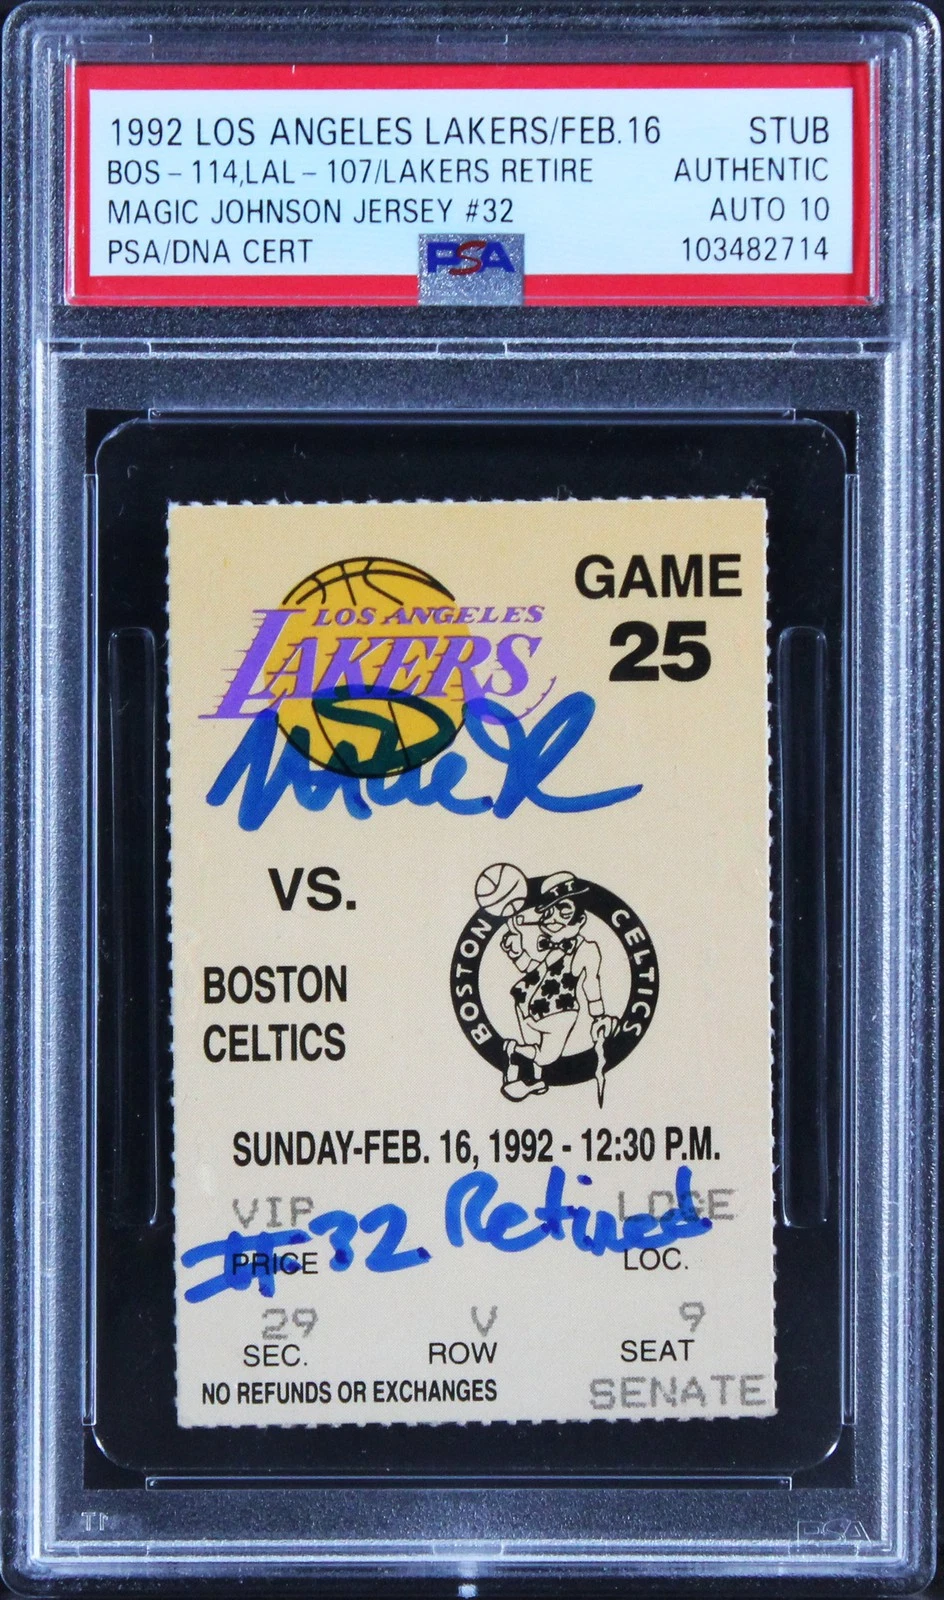 1992 LOS ANGELES LAKERS/FEB.16 STUB
BOS - 114,LAL - 107/LAKERS RETIRE AUTHENTIC
MAGIC JOHNSON JERSEY #32 AUTO 10
PSA/DNA CERT PSA 103482714
GAME
25
LOS ANGELES
LAKERS
VS.
BOSTON
CELTICS
BOSTON CELTICS
SUNDAY-FEB. 16, 1992 - 12:30 P.M.
VIP LOGE
#32 Retired
PRICE LOC.
29 V 9
SEC. ROW SEAT
NO REFUNDS OR EXCHANGES SENATE
PSA